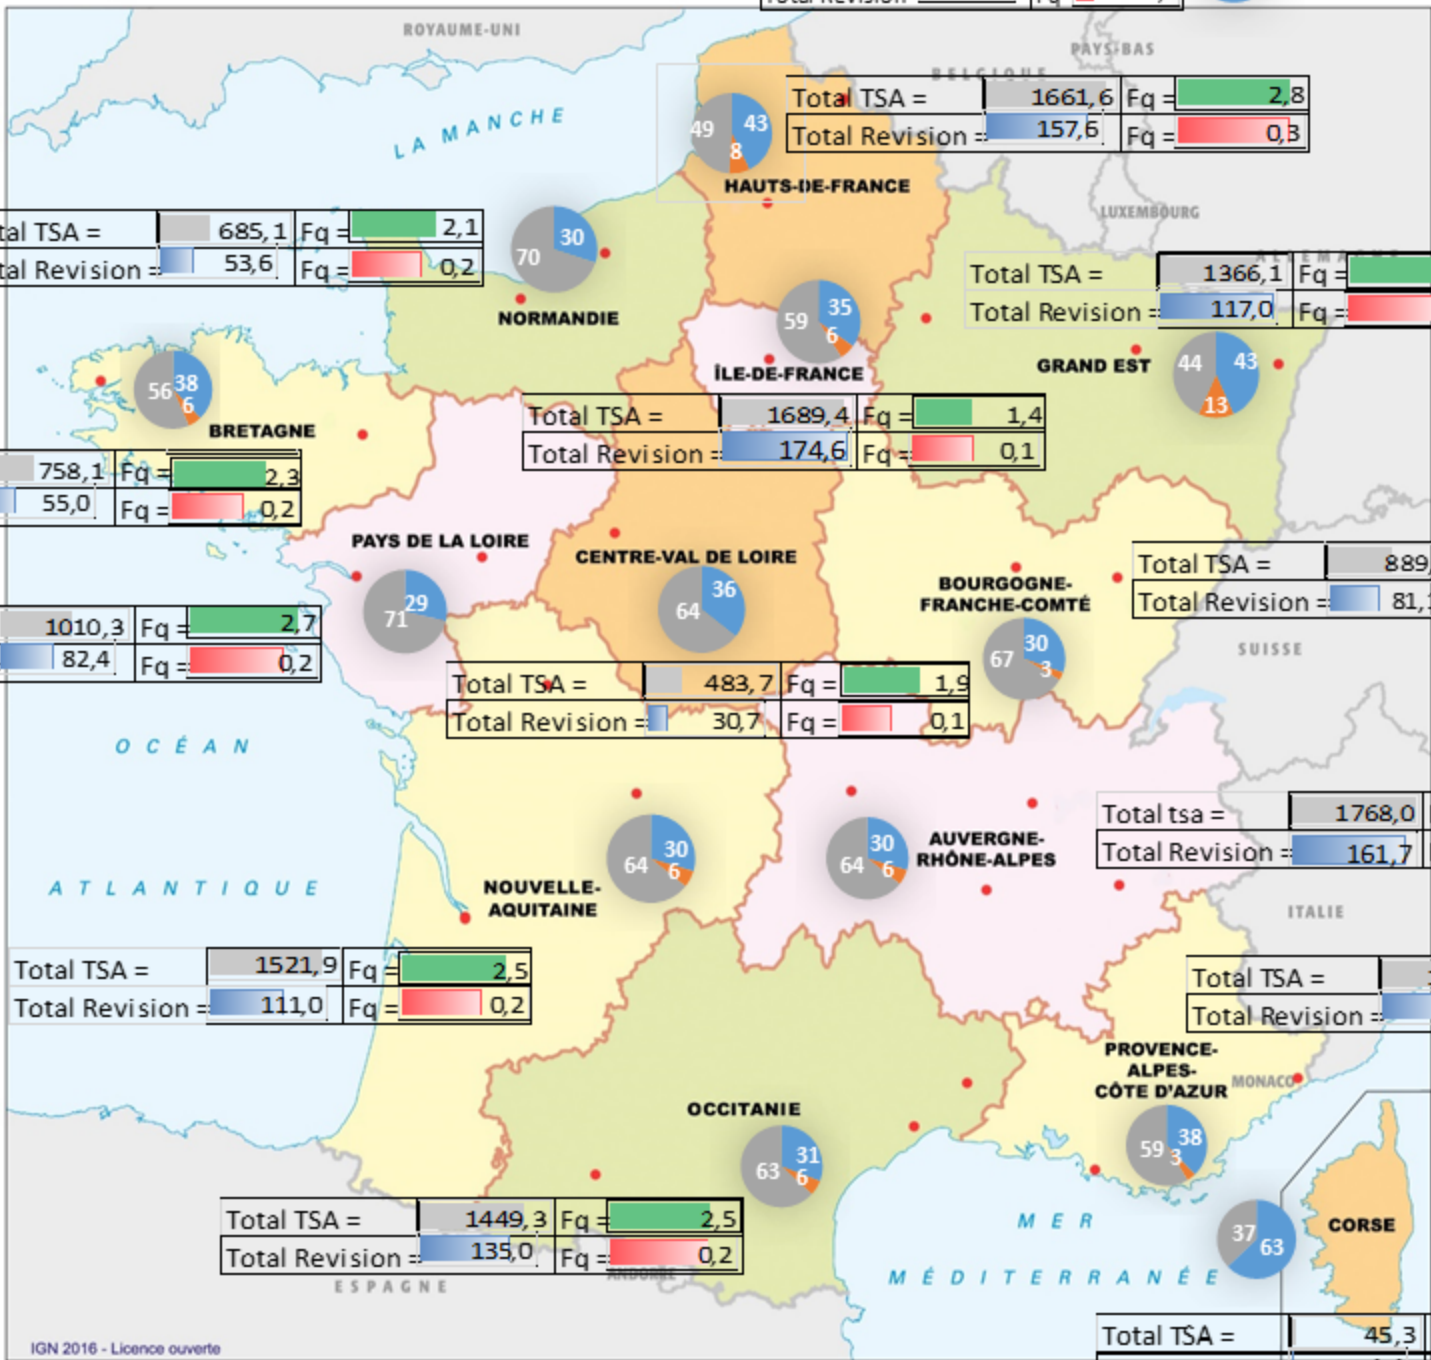 Total Revision Fq
ROYAUME-UNI
PAYS-BAS
BELGIQUE
LA MANCHE
Total TSA = 1661,6 Fq = 2,8
Total Revision = 157,6 Fq = 0,3
49 43 8
HAUTS-DE-FRANCE
LUXEMBOURG
ALLEMAGNE
tal TSA = 685,1 Fq = 2,1
tal Revision = 53,6 Fq = 0,2
70 30
NORMANDIE
Total TSA = 1366,1 Fq =
Total Revision = 117,0 Fq =
59 35 6
ÎLE-DE-FRANCE
GRAND EST
44 43 13
56 38 6
BRETAGNE
Total TSA = 1689,4 Fq = 1,4
Total Revision = 174,6 Fq = 0,1
758,1 Fq = 2,3
55,0 Fq = 0,2
PAYS DE LA LOIRE
71 29
CENTRE-VAL DE LOIRE
64 36
BOURGOGNE-
FRANCHE-COMTÉ
67 30 3
Total TSA = 889,
Total Revision = 81,
1010,3 Fq = 2,7
82,4 Fq = 0,2
SUISSE
Total TSA = 483,7 Fq = 1,9
Total Revision = 30,7 Fq = 0,1
OCÉAN
ATLANTIQUE
64 30 6
NOUVELLE-
AQUITAINE
64 30 6
AUVERGNE-
RHÔNE-ALPES
Total tsa = 1768,0
Total Revision = 161,7
ITALIE
Total TSA = 1521,9 Fq = 2,5
Total Revision = 111,0 Fq = 0,2
Total TSA =
Total Revision =
PROVENCE-
ALPES-
CÔTE D'AZUR
MONACO
59 38 3
OCCITANIE
63 31 6
Total TSA = 1449,3 Fq = 2,5
Total Revision = 135,0 Fq = 0,2
ANDORRE
ESPAGNE
MER
MÉDITERRANÉE
37 63
CORSE
Total TSA = 45,3
IGN 2016 - Licence ouverte